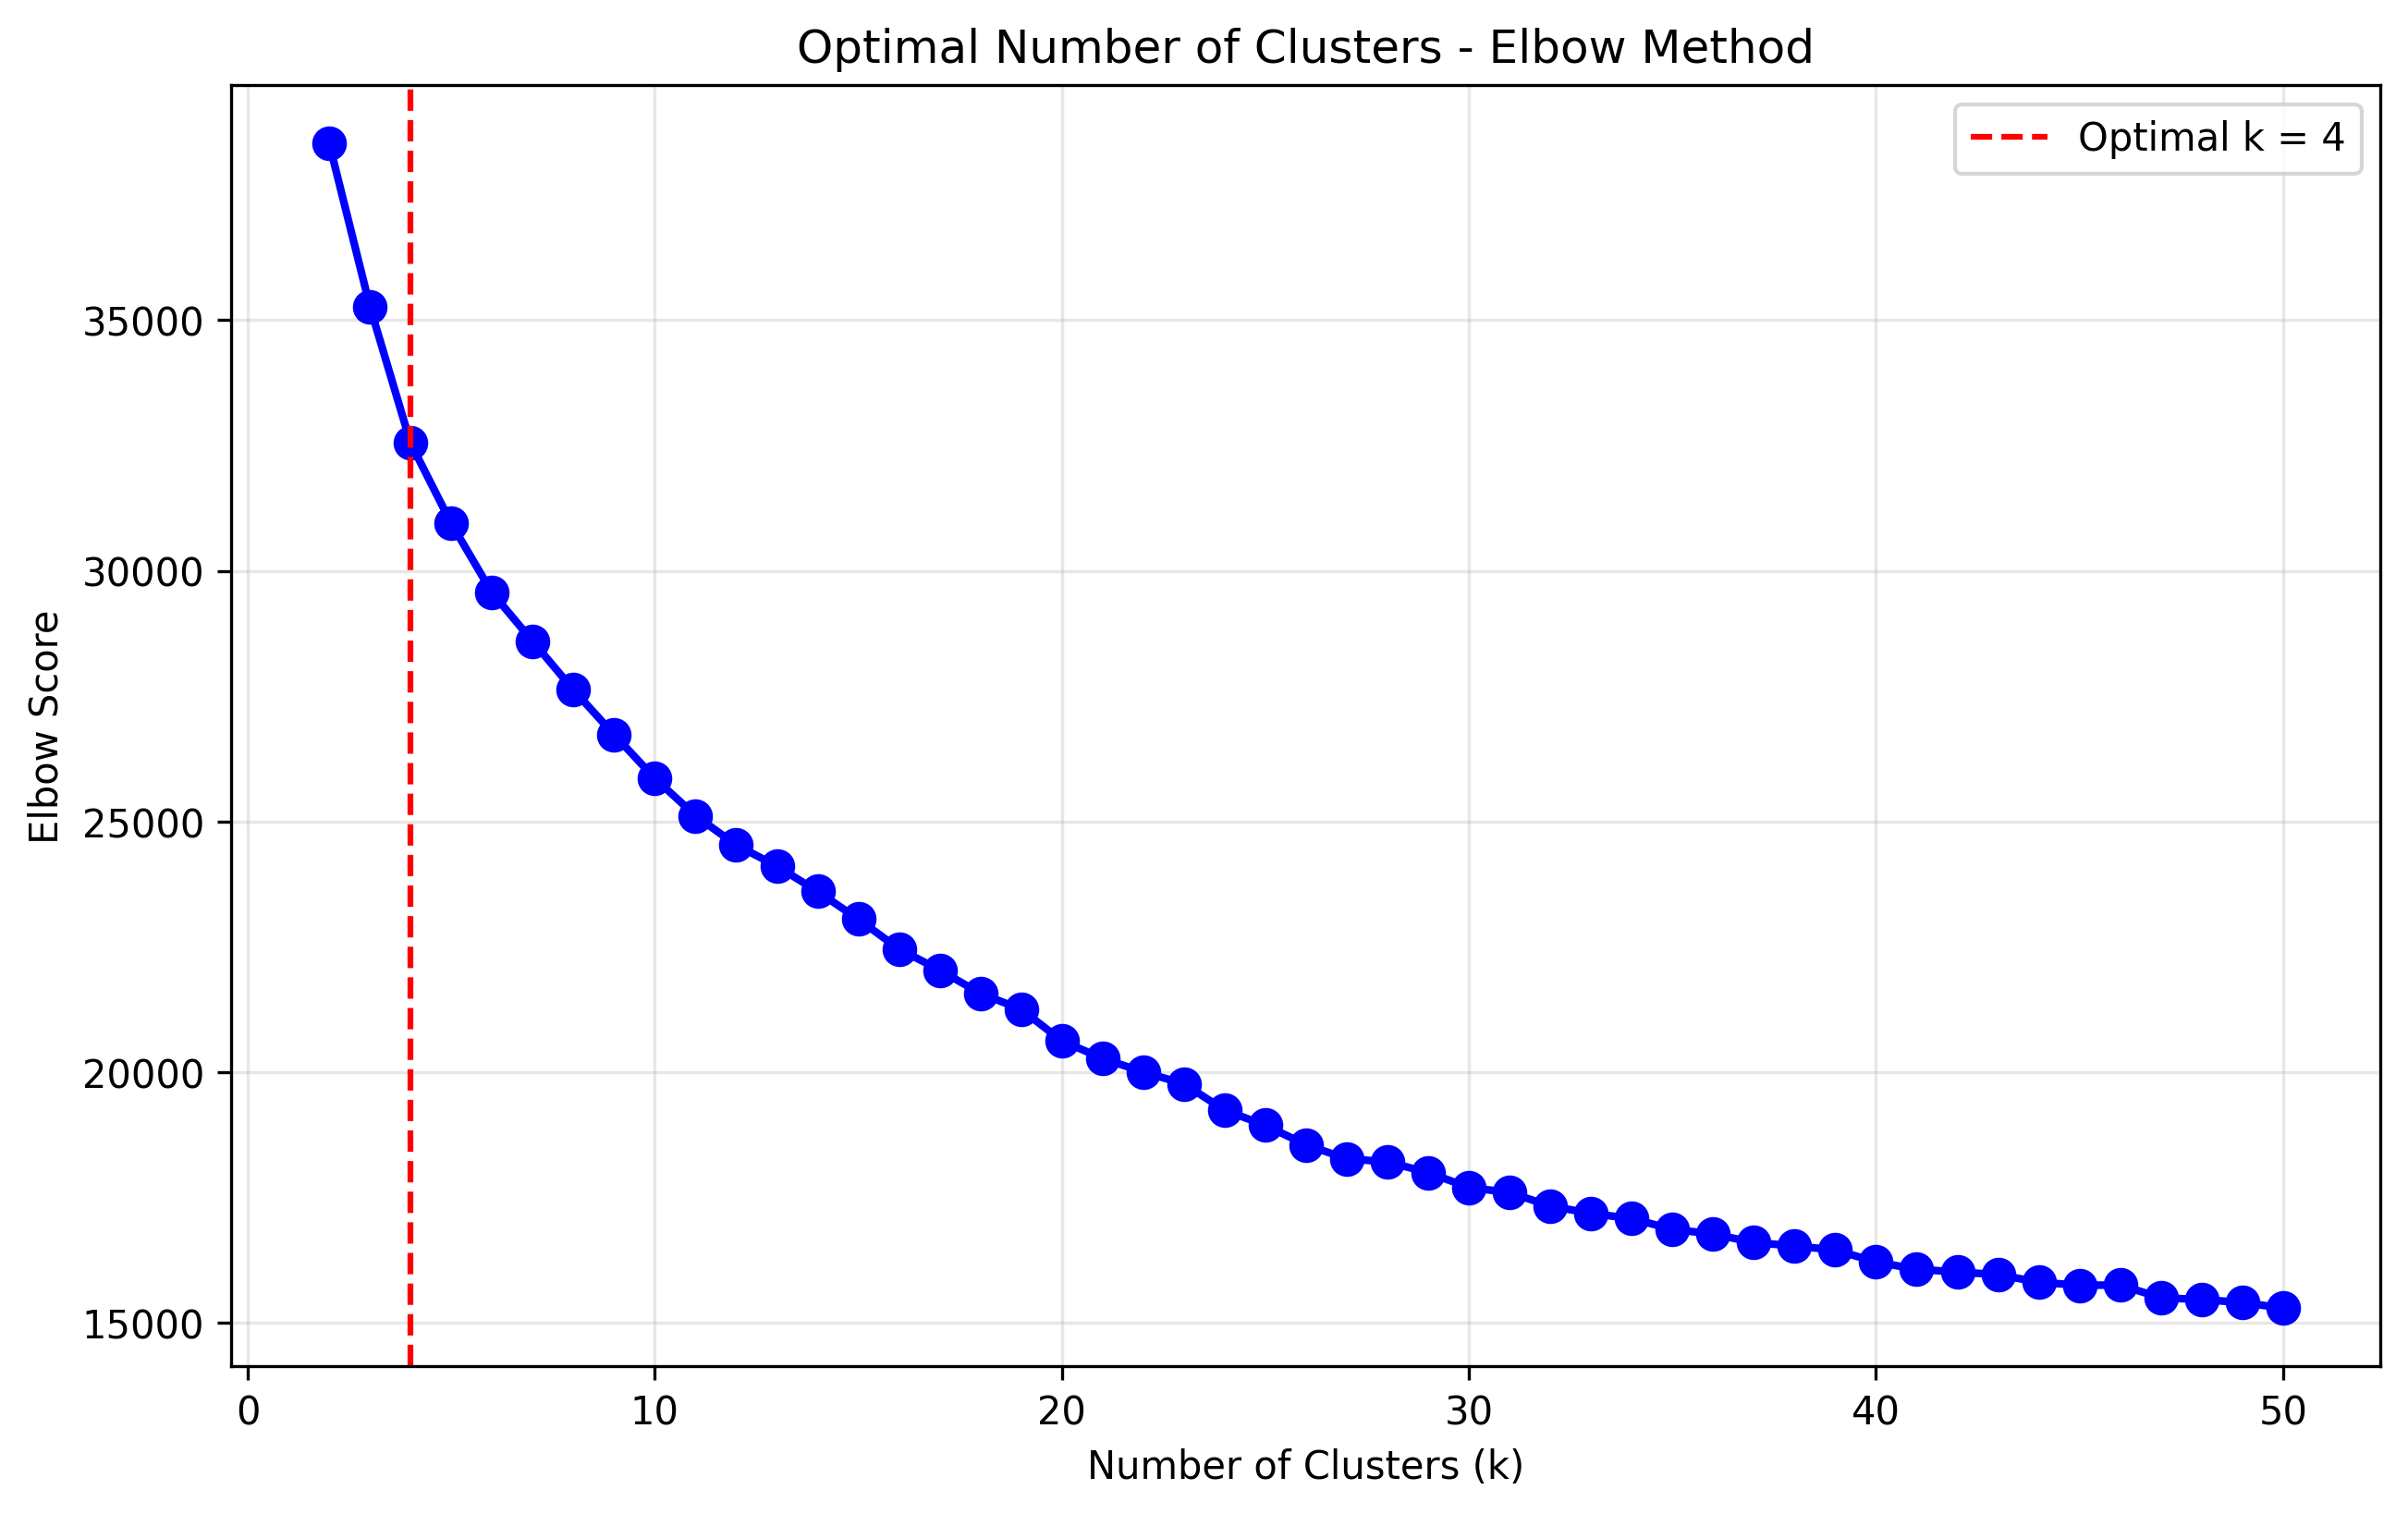 Optimal Number of Clusters - Elbow Method
Optimal k = 4
Elbow Score
35000
30000
25000
20000
15000
0 10 20 30 40 50
Number of Clusters (k)